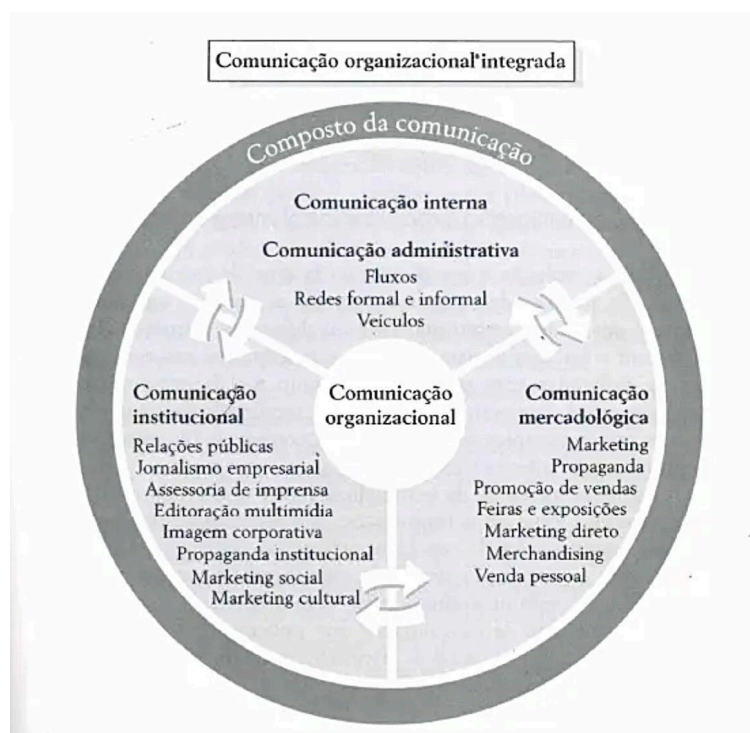 Comunicação organizacional integrada
Composto da comunicação
Comunicação interna
Comunicação administrativa
Fluxos
Redes formal e informal
Veículos
Comunicação
organizacional
Comunicação
institucional
Relações públicas
Jornalismo empresarial
Assessoria de imprensa
Editoração multimídia
Imagem corporativa
Propaganda institucional
Marketing social
Marketing cultural
Comunicação
mercadológica
Marketing
Propaganda
Promoção de vendas
Feiras e exposições
Marketing direto
Merchandising
Venda pessoal